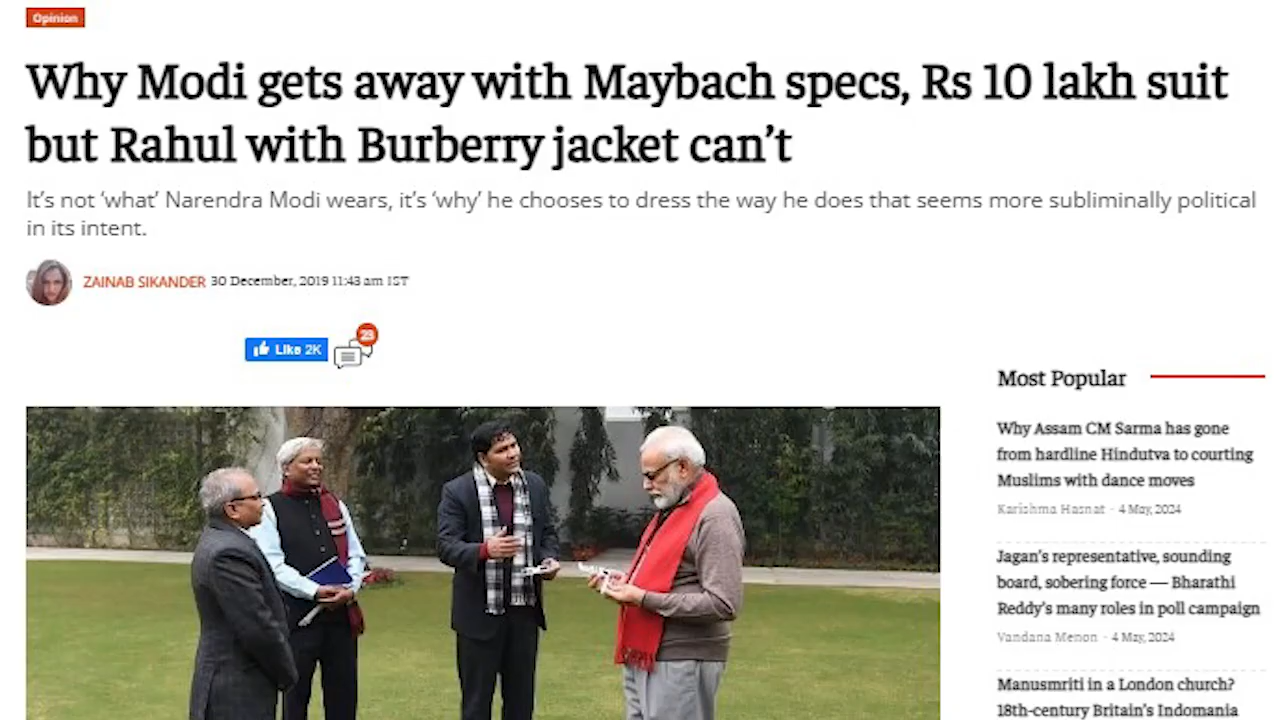 Opinion
Why Modi gets away with Maybach specs, Rs 10 lakh suit
but Rahul with Burberry jacket can’t
It’s not ‘what’ Narendra Modi wears, it’s ‘why’ he chooses to dress the way he does that seems more subliminally political
in its intent.
ZAINAB SIKANDER 30 December, 2019 11:43 am IST
Like 2K
23
Most Popular
Why Assam CM Sarma has gone
from hardline Hindutva to courting
Muslims with dance moves
Karishma Hasnat - 4 May, 2024
Jagan’s representative, sounding
board, sobering force — Bharathi
Reddy’s many roles in poll campaign
Vandana Menon - 4 May, 2024
Manusmriti in a London church?
18th-century Britain’s Indomania